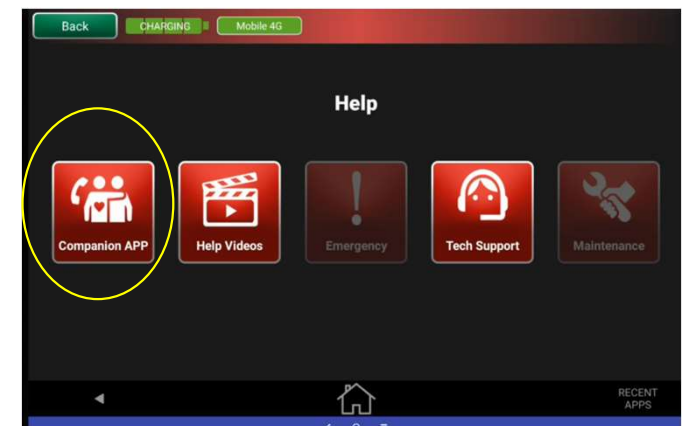 Back
CHARGING
Mobile 4G
Help
Companion APP
Help Videos
Emergency
Tech Support
Maintenance
RECENT
APPS